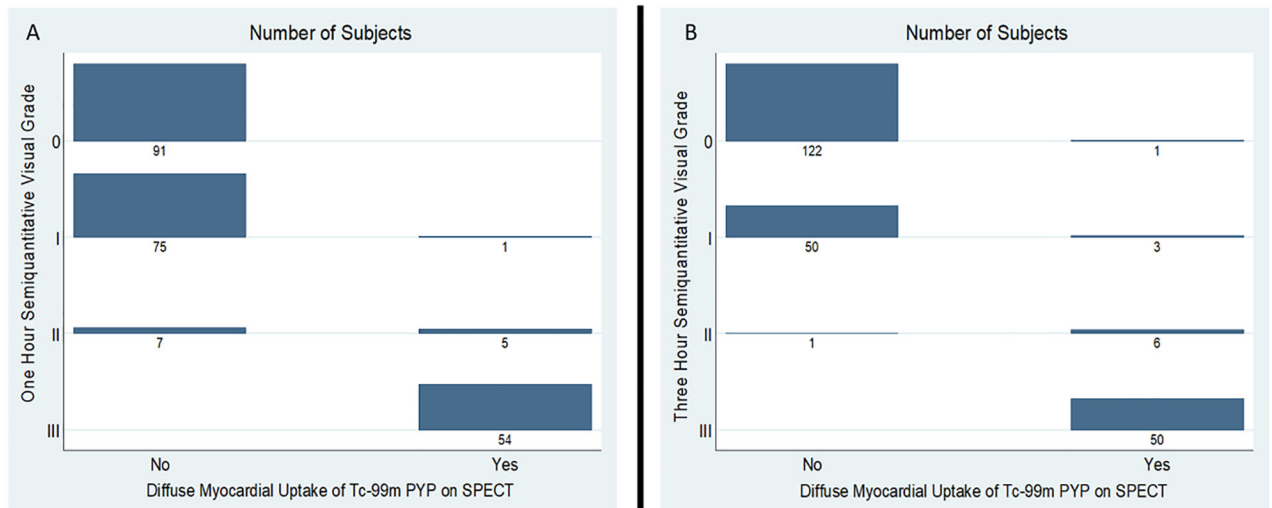 A
Number of Subjects
One Hour Semiquantitative Visual Grade
0
91
I
75
1
II
7
5
III
54
No
Yes
Diffuse Myocardial Uptake of Tc-99m PYP on SPECT
B
Number of Subjects
Three Hour Semiquantitative Visual Grade
0
122
1
I
50
3
II
1
6
III
50
No
Yes
Diffuse Myocardial Uptake of Tc-99m PYP on SPECT